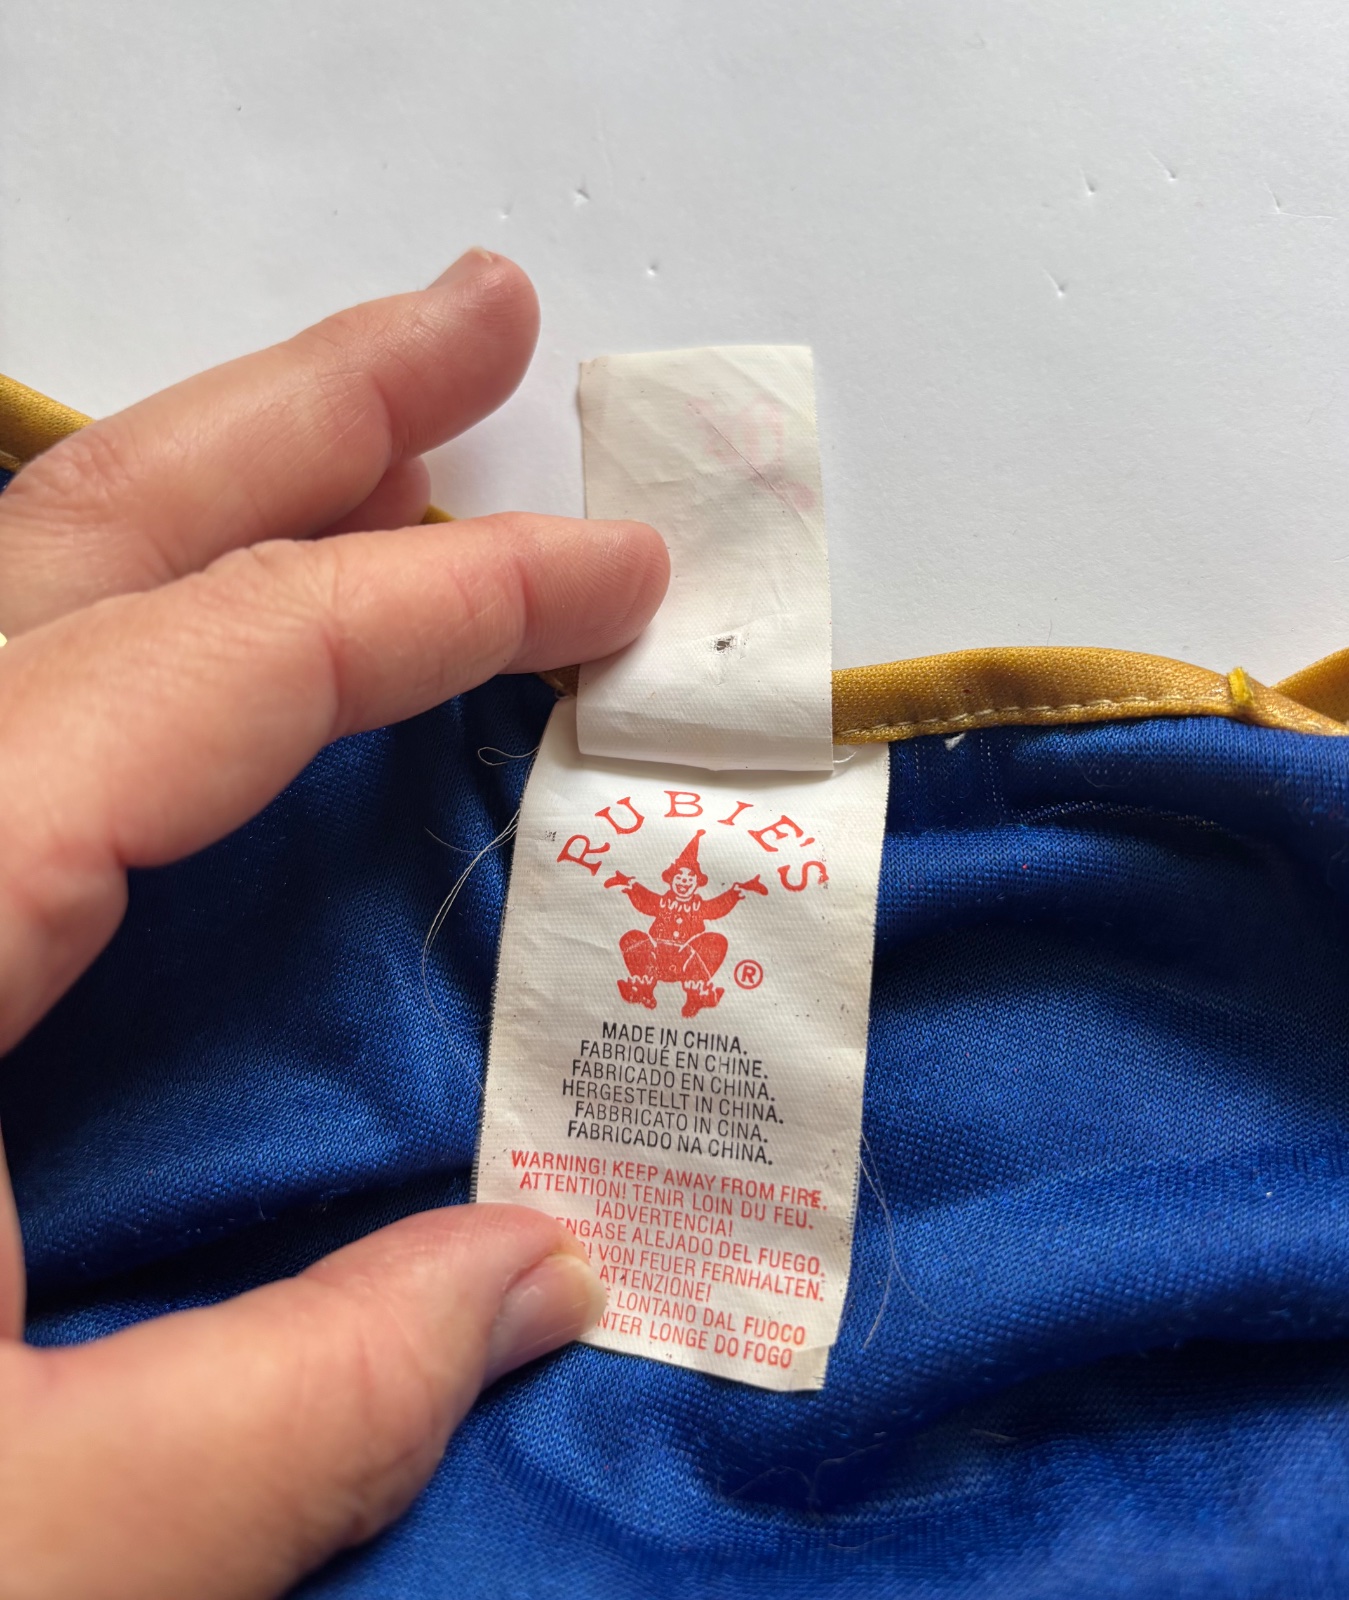 RUBIE'S
®
MADE IN CHINA.
FABRIQUÉ EN CHINE.
FABRICADO EN CHINA.
HERGESTELLT IN CHINA.
FABBRICATO IN CINA.
FABRICADO NA CHINA.
WARNING! KEEP AWAY FROM FIRE.
ATTENTION! TENIR LOIN DU FEU.
¡ADVERTENCIA!
ALEJADO DEL FUEGO.
VON FEUER FERNHALTEN.
ATTENZIONE!
LONTANO DAL FUOCO
LONGE DO FOGO